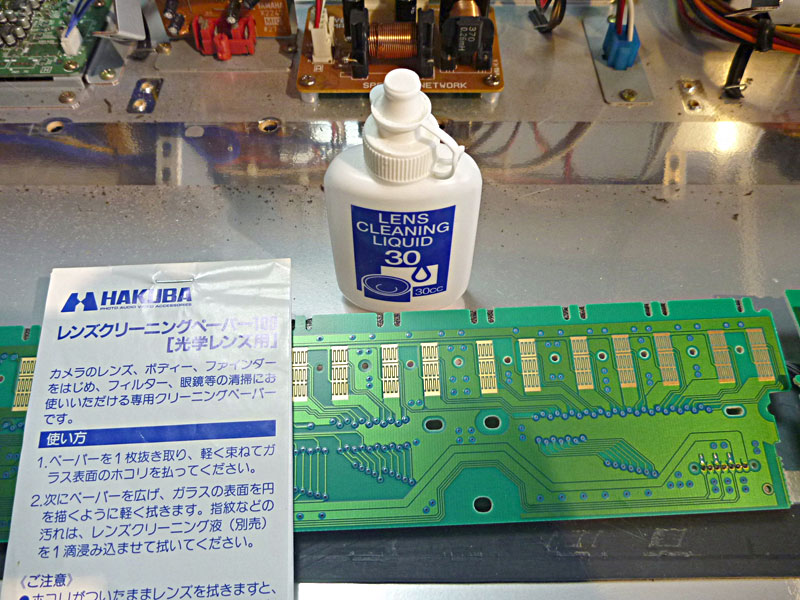 YAMAHA
370
SP NETWORK
LENS
CLEANING
LIQUID
30
30cc
HAKUBA
PHOTO AUDIO VIDEO ACCESSORIES
レンズクリーニングペーパー100
[光学レンズ用]
カメラのレンズ、ボディー、ファインダー
をはじめ、フィルター、眼鏡等の清掃にお
使いいただける専用クリーニングペーパー
です。
使い方
1.ペーパーを1枚抜き取り、軽く束ねてガ
ラス表面のホコリを払ってください。
2.次にペーパーを広げ、ガラスの表面を円
を描くように軽く拭きます。指紋などの
汚れは、レンズクリーニング液（別売）
を1滴浸み込ませて拭いてください。
《ご注意》
●ホコリがついたままレンズを拭きますと、